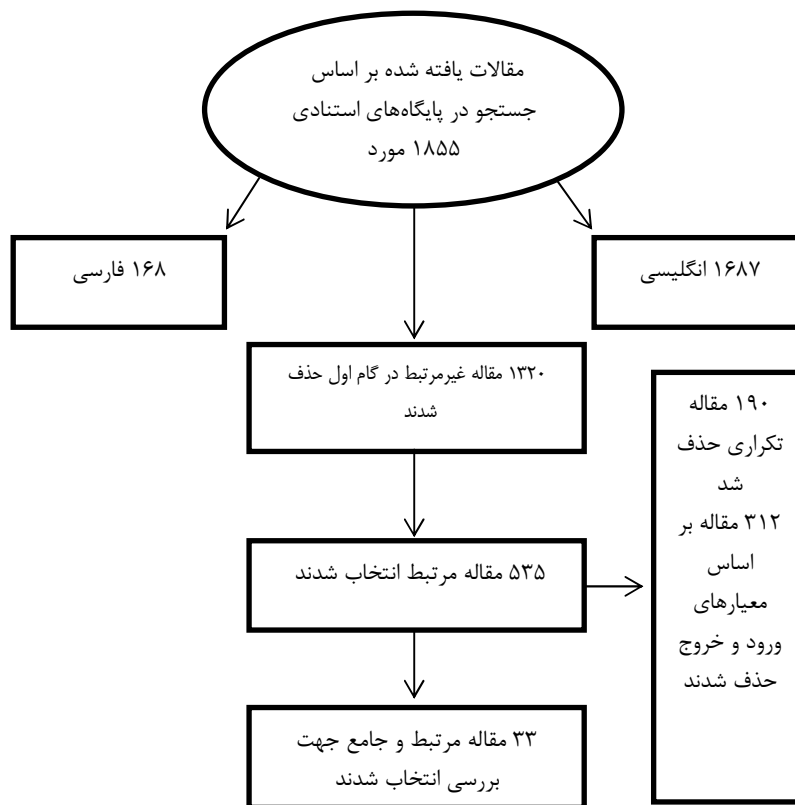 مقالات یافته شده بر اساس
جستجو در پایگاه‌های استنادی
۱۸۵۵ مورد
۱۶۸۷ انگلیسی
۱۶۸ فارسی
۱۳۲۰ مقاله غیرمرتبط در گام اول حذف
شدند
۵۳۵ مقاله مرتبط انتخاب شدند
۱۹۰ مقاله
تکراری حذف
شد
۳۱۲ مقاله بر
اساس
معیارهای
ورود و خروج
حذف شدند
۳۳ مقاله مرتبط و جامع جهت
بررسی انتخاب شدند